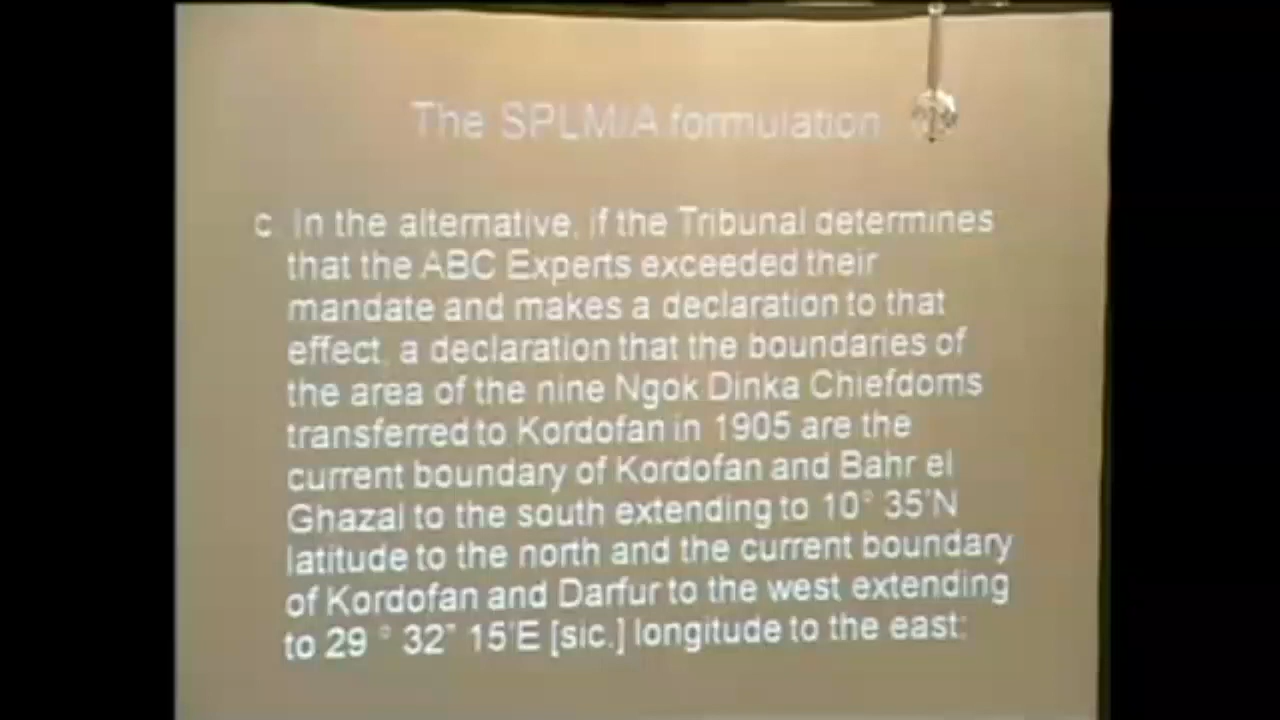 The SPLM/A formulation
c. In the alternative, if the Tribunal determines
that the ABC Experts exceeded their
mandate and makes a declaration to that
effect, a declaration that the boundaries of
the area of the nine Ngok Dinka Chiefdoms
transferred to Kordofan in 1905 are the
current boundary of Kordofan and Bahr el
Ghazal to the south extending to 10° 35'N
latitude to the north and the current boundary
of Kordofan and Darfur to the west extending
to 29 ° 32" 15'E [sic.] longitude to the east;